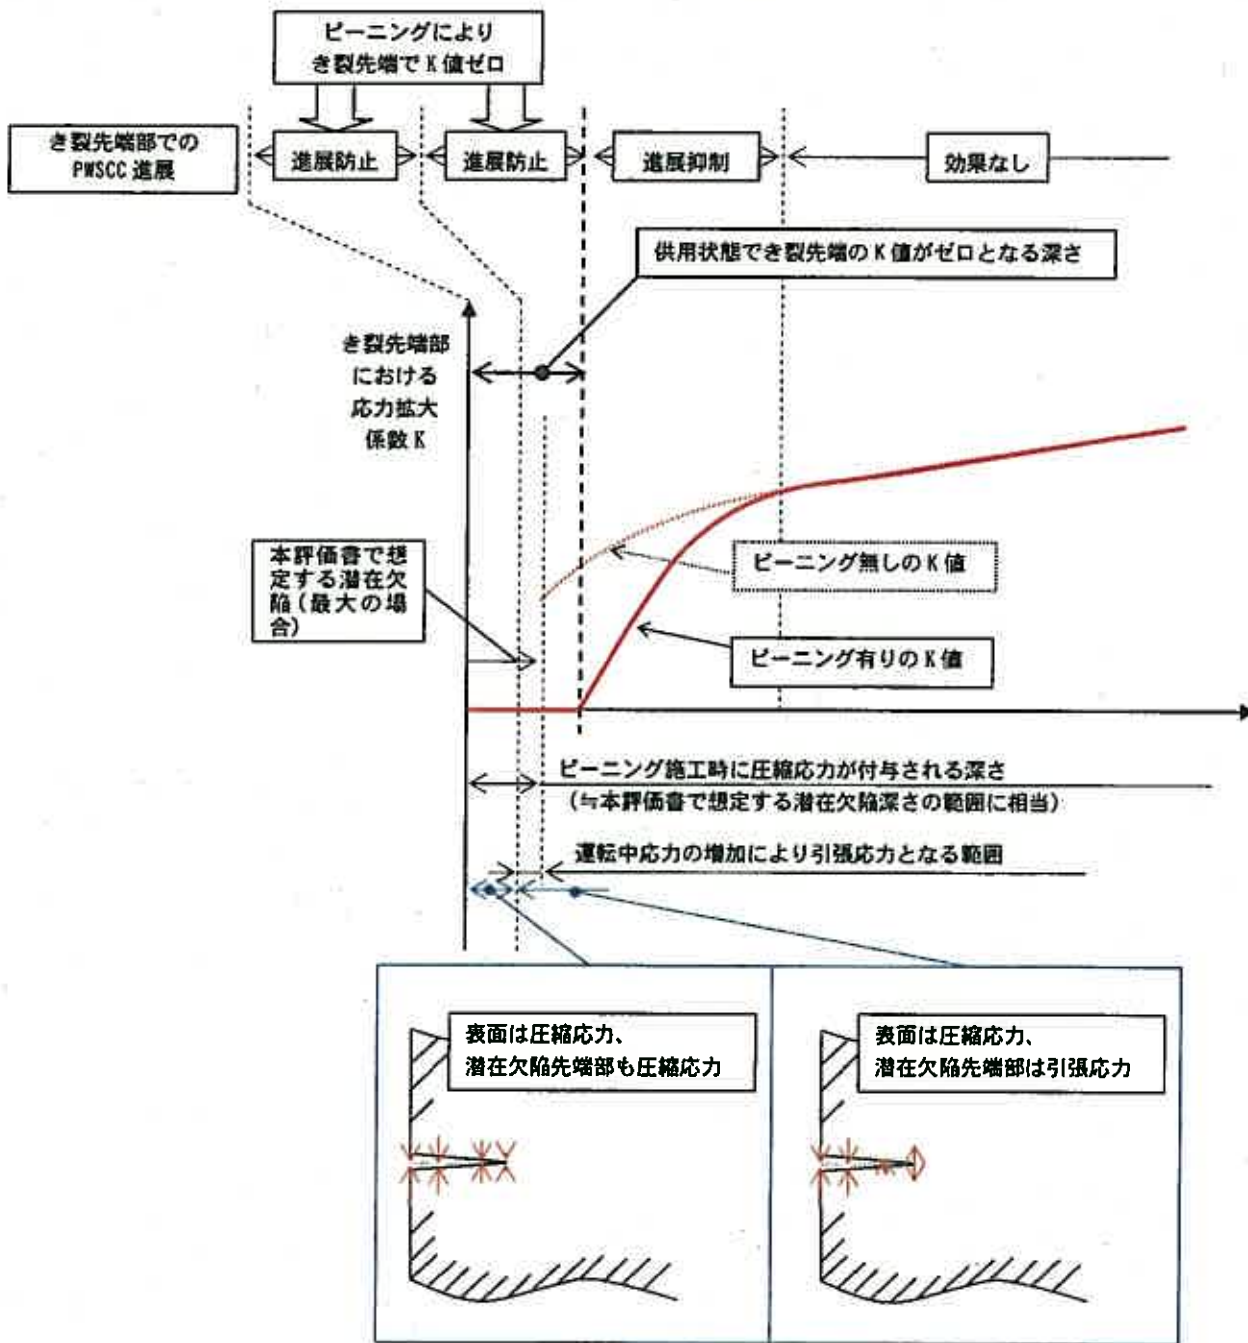 ピーニングにより
き裂先端でK値ゼロ
き裂先端部での
PWSCC進展
進展防止
進展防止
進展抑制
効果なし
供用状態でき裂先端のK値がゼロとなる深さ
き裂先端部
における
応力拡大
係数K
本評価書で想
定する潜在欠
陥(最大の場
合)
ピーニング無しのK値
ピーニング有りのK値
ピーニング施工時に圧縮応力が付与される深さ
(≒本評価書で想定する潜在欠陥深さの範囲に相当)
運転中応力の増加により引張応力となる範囲
表面は圧縮応力、
潜在欠陥先端部も圧縮応力
表面は圧縮応力、
潜在欠陥先端部は引張応力